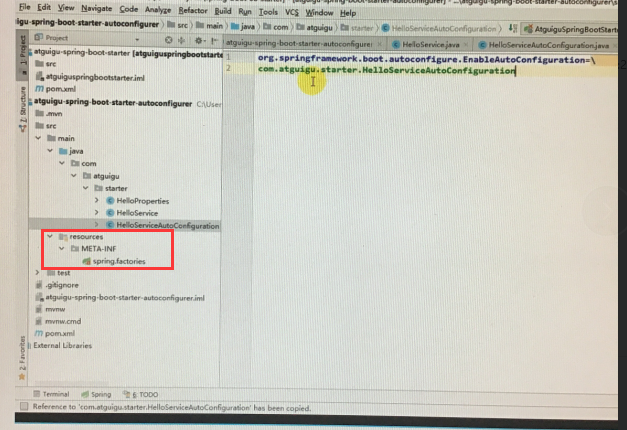 File Edit View Navigate Code Analyze Refactor Build Run Tools VCS Window Help
igu-spring-boot-starter-autoconfigurer src main java com atguigu starter HelloServiceAutoConfiguration AtguiguSpringBootStar
Project
atguigu-spring-boot-starter-autoconfigurer HelloService.java HelloServiceAutoConfiguration.java
1: Project
Z: Structure
2: Favorites
atguigu-spring-boot-starter [atguiguspringbootstarte
src
atguiguspringbootstarter.iml
pom.xml
atguigu-spring-boot-starter-autoconfigurer C:\User
.mvn
src
main
java
com
atguigu
starter
HelloProperties
HelloService
HelloServiceAutoConfiguration
resources
META-INF
spring.factories
test
.gitignore
atguigu-spring-boot-starter-autoconfigurer.iml
mvnw
mvnw.cmd
pom.xml
External Libraries
1 org.springframework.boot.autoconfigure.EnableAutoConfiguration=\
2 com.atguigu.starter.HelloServiceAutoConfiguration
Terminal Spring 6: TODO
Reference to 'com.atguigu.starter.HelloServiceAutoConfiguration' has been copied.